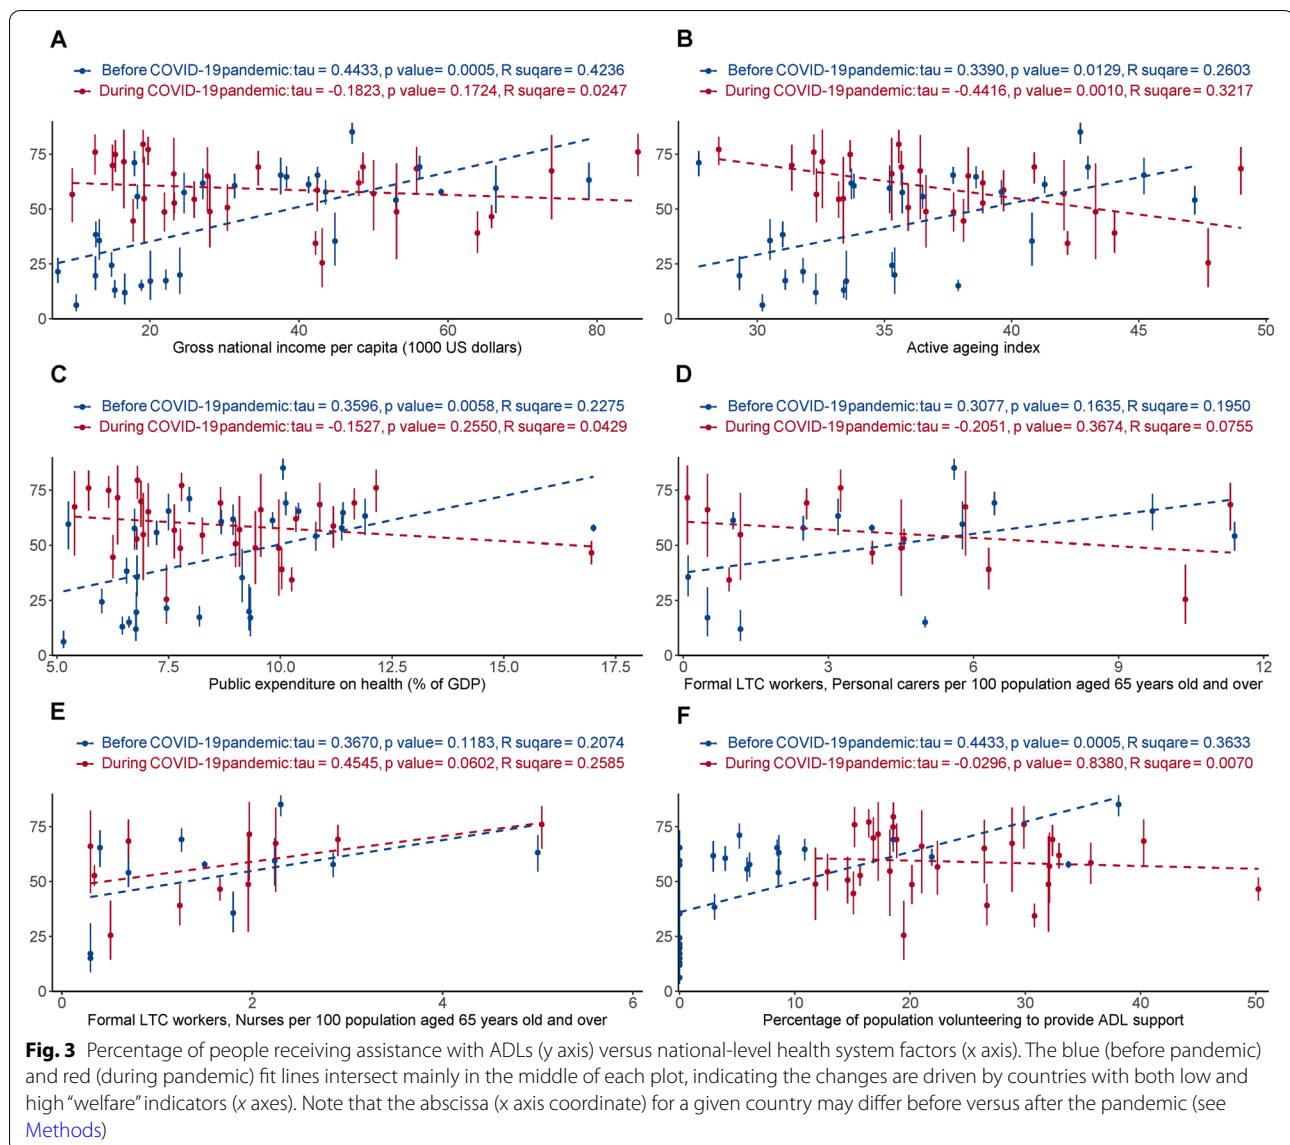 A
Before COVID-19pandemic:tau = 0.4433, p value= 0.0005, R suqare = 0.4236
During COVID-19pandemic:tau = -0.1823, p value = 0.1724, R suqare = 0.0247
75
50
25
0
20 40 60 80
Gross national income per capita (1000 US dollars)
B
Before COVID-19pandemic:tau = 0.3390, p value = 0.0129, R suqare = 0.2603
During COVID-19pandemic:tau = -0.4416, p value= 0.0010, R suqare = 0.3217
75
50
25
0
30 35 40 45 50
Active ageing index
C
Before COVID-19pandemic:tau = 0.3596, p value= 0.0058, R suqare = 0.2275
During COVID-19pandemic:tau = -0.1527, p value= 0.2550, R suqare = 0.0429
75
50
25
0
5.0 7.5 10.0 12.5 15.0 17.5
Public expenditure on health (% of GDP)
D
Before COVID-19pandemic:tau = 0.3077, p value = 0.1635, R suqare = 0.1950
During COVID-19pandemic:tau = -0.2051, p value = 0.3674, R suqare = 0.0755
75
50
25
0
0 3 6 9 12
Formal LTC workers, Personal carers per 100 population aged 65 years old and over
E
Before COVID-19pandemic:tau = 0.3670, p value= 0.1183, R suqare = 0.2074
During COVID-19pandemic:tau = 0.4545, p value= 0.0602, R suqare = 0.2585
75
50
25
0
0 2 4 6
Formal LTC workers, Nurses per 100 population aged 65 years old and over
F
Before COVID-19pandemic:tau = 0.4433, p value= 0.0005, R suqare = 0.3633
During COVID-19pandemic:tau = -0.0296, p value= 0.8380, R suqare = 0.0070
75
50
25
0
0 10 20 30 40 50
Percentage of population volunteering to provide ADL support
Fig. 3 Percentage of people receiving assistance with ADLs (y axis) versus national-level health system factors (x axis). The blue (before pandemic)
and red (during pandemic) fit lines intersect mainly in the middle of each plot, indicating the changes are driven by countries with both low and
high “welfare” indicators (x axes). Note that the abscissa (x axis coordinate) for a given country may differ before versus after the pandemic (see
Methods)